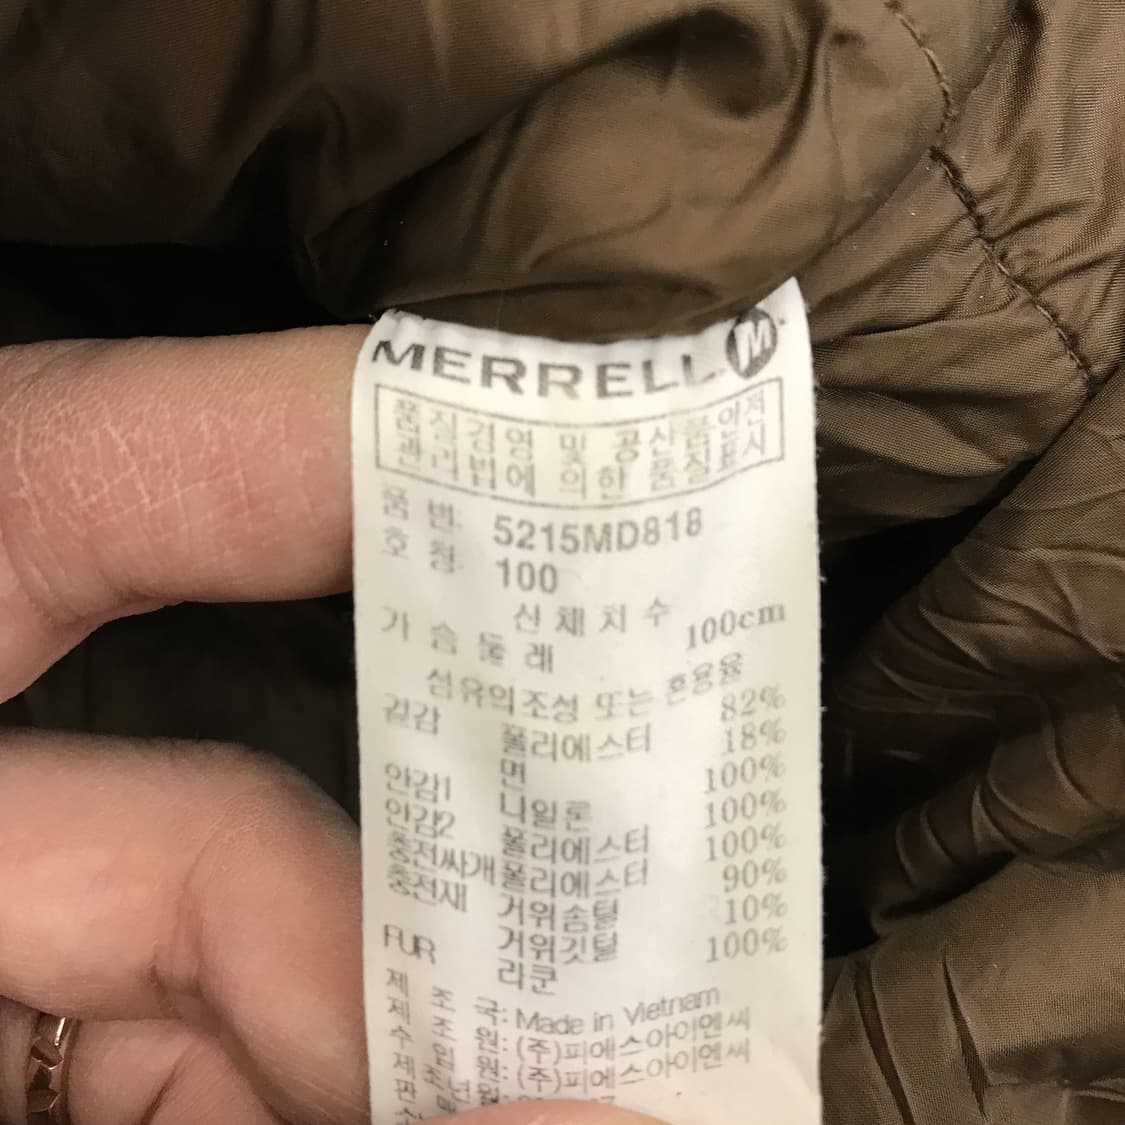 MERRELL M
품질경영 및 공산품안전
관리법에 의한 품질표시
품 번: 5215MD818
호 칭: 100
신 체 치 수
가 슴 둘 레 100cm
섬유의조성 또는 혼용율
겉감 폴리에스터 82%
면 18%
안감1 나일론 100%
안감2 폴리에스터 100%
충전싸개 폴리에스터 100%
충전재 거위솜털 90%
거위깃털 10%
FUR 라쿤 100%
제 조 국: Made in Vietnam
제 조 원: (주)피에스아이엔씨
수 입 원: (주)피에스아이엔씨
제조년월:
판